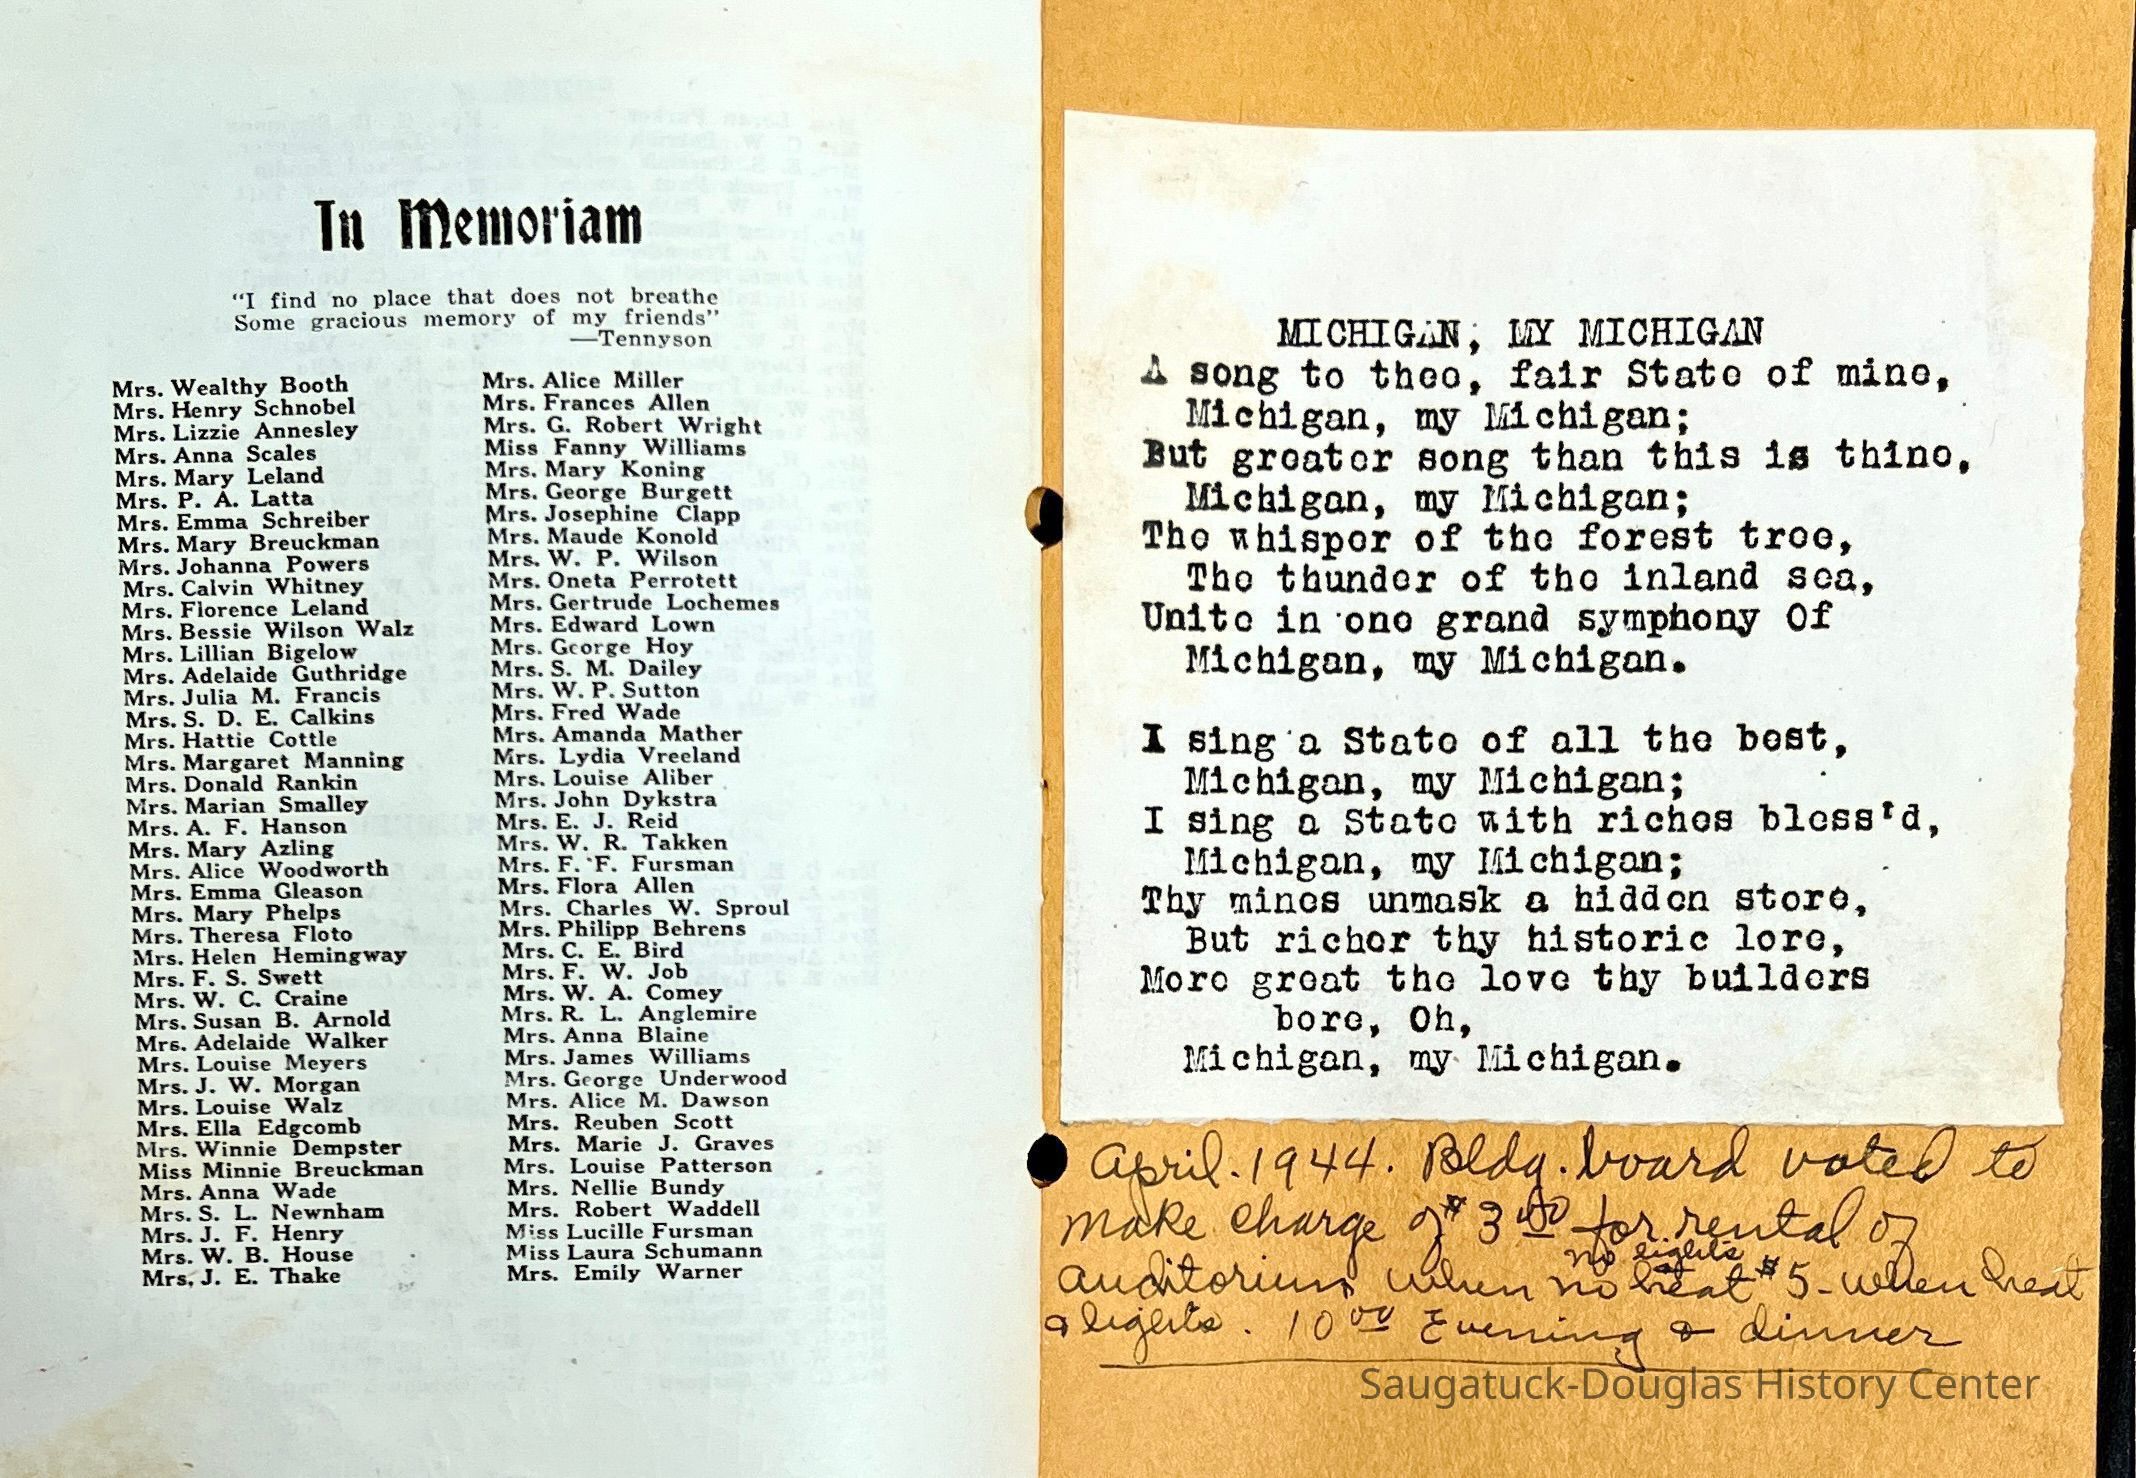 In Memoriam
"I find no place that does not breathe
Some gracious memory of my friends"
—Tennyson
Mrs. Wealthy Booth
Mrs. Henry Schnobel
Mrs. Lizzie Annesley
Mrs. Anna Scales
Mrs. Mary Leland
Mrs. P. A. Latta
Mrs. Emma Schreiber
Mrs. Mary Breuckman
Mrs. Johanna Powers
Mrs. Calvin Whitney
Mrs. Florence Leland
Mrs. Bessie Wilson Walz
Mrs. Lillian Bigelow
Mrs. Adelaide Guthridge
Mrs. Julia M. Francis
Mrs. S. D. E. Calkins
Mrs. Hattie Cottle
Mrs. Margaret Manning
Mrs. Donald Rankin
Mrs. Marian Smalley
Mrs. A. F. Hanson
Mrs. Mary Azling
Mrs. Alice Woodworth
Mrs. Emma Gleason
Mrs. Mary Phelps
Mrs. Theresa Floto
Mrs. Helen Hemingway
Mrs. F. S. Swett
Mrs. W. C. Craine
Mrs. Susan B. Arnold
Mrs. Adelaide Walker
Mrs. Louise Meyers
Mrs. J. W. Morgan
Mrs. Louise Walz
Mrs. Ella Edgcomb
Mrs. Winnie Dempster
Miss Minnie Breuckman
Mrs. Anna Wade
Mrs. S. L. Newnham
Mrs. J. F. Henry
Mrs. W. B. House
Mrs. J. E. Thake
Mrs. Alice Miller
Mrs. Frances Allen
Mrs. G. Robert Wright
Miss Fanny Williams
Mrs. Mary Koning
Mrs. George Burgett
Mrs. Josephine Clapp
Mrs. Maude Konold
Mrs. W. P. Wilson
Mrs. Oneta Perrotett
Mrs. Gertrude Lochemes
Mrs. Edward Lown
Mrs. George Hoy
Mrs. S. M. Dailey
Mrs. W. P. Sutton
Mrs. Fred Wade
Mrs. Amanda Mather
Mrs. Lydia Vreeland
Mrs. Louise Aliber
Mrs. John Dykstra
Mrs. E. J. Reid
Mrs. W. R. Takken
Mrs. F. F. Fursman
Mrs. Flora Allen
Mrs. Charles W. Sproul
Mrs. Philipp Behrens
Mrs. C. E. Bird
Mrs. F. W. Job
Mrs. W. A. Comey
Mrs. R. L. Anglemire
Mrs. Anna Blaine
Mrs. James Williams
Mrs. George Underwood
Mrs. Alice M. Dawson
Mrs. Reuben Scott
Mrs. Marie J. Graves
Mrs. Louise Patterson
Mrs. Nellie Bundy
Mrs. Robert Waddell
Miss Lucille Fursman
Miss Laura Schumann
Mrs. Emily Warner
MICHIGAN, MY MICHIGAN
A song to thee, fair State of mine,
Michigan, my Michigan;
But greater song than this is thine,
Michigan, my Michigan;
The whisper of the forest tree,
The thunder of the inland sea,
Unite in one grand symphony Of
Michigan, my Michigan.
I sing a State of all the best,
Michigan, my Michigan;
I sing a State with riches bless'd,
Michigan, my Michigan;
Thy mines unmask a hidden store,
But richer thy historic lore,
More great the love thy builders
bore, Oh,
Michigan, my Michigan.
April. 1944. Bldg. board voted to
make charge of $3.00 for rental of
no lights
auditorium when no heat $5- when heat
& lights. 10.00 Evening & dinner
Saugatuck-Douglas History Center